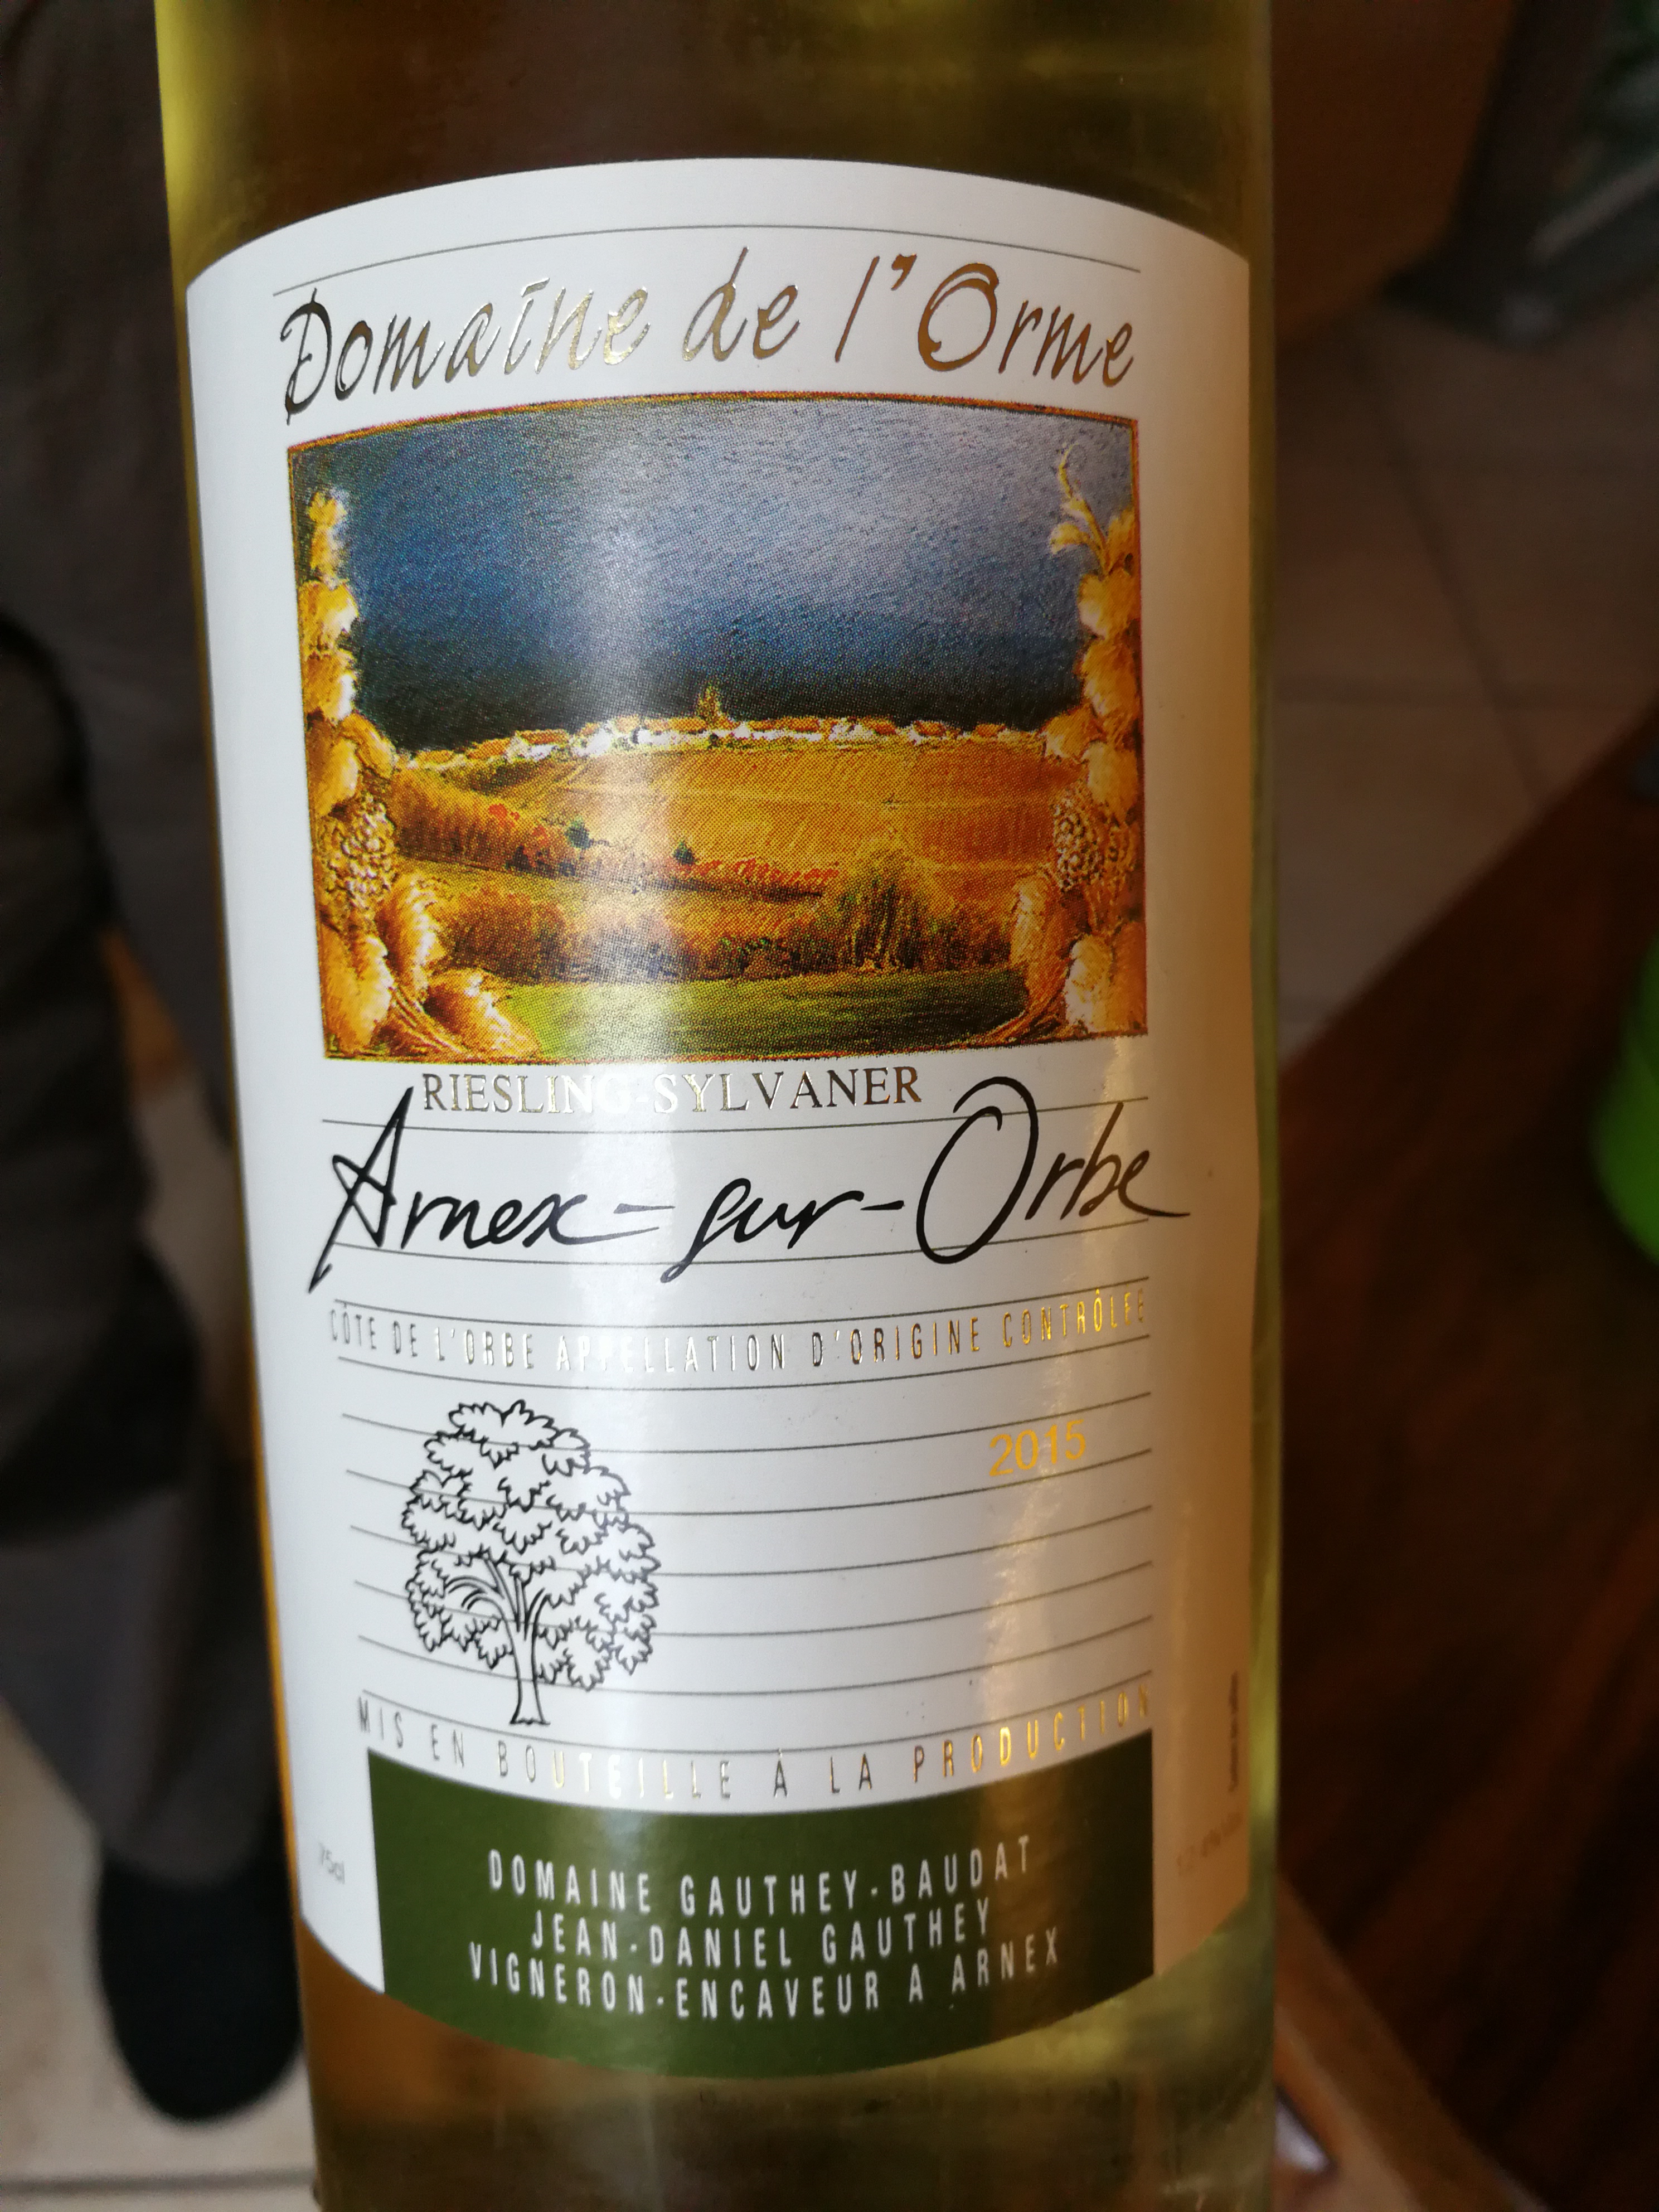 Domaine de l'Orme
RIESLING-SYLVANER
Arnex-sur-Orbe
CÔTE DE L'ORBE APPELLATION D'ORIGINE CONTRÔLÉE
2015
MIS EN BOUTEILLE À LA PRODUCTION
75cl
DOMAINE GAUTHEY-BAUDAT
JEAN-DANIEL GAUTHEY
VIGNERON-ENCAVEUR A ARNEX